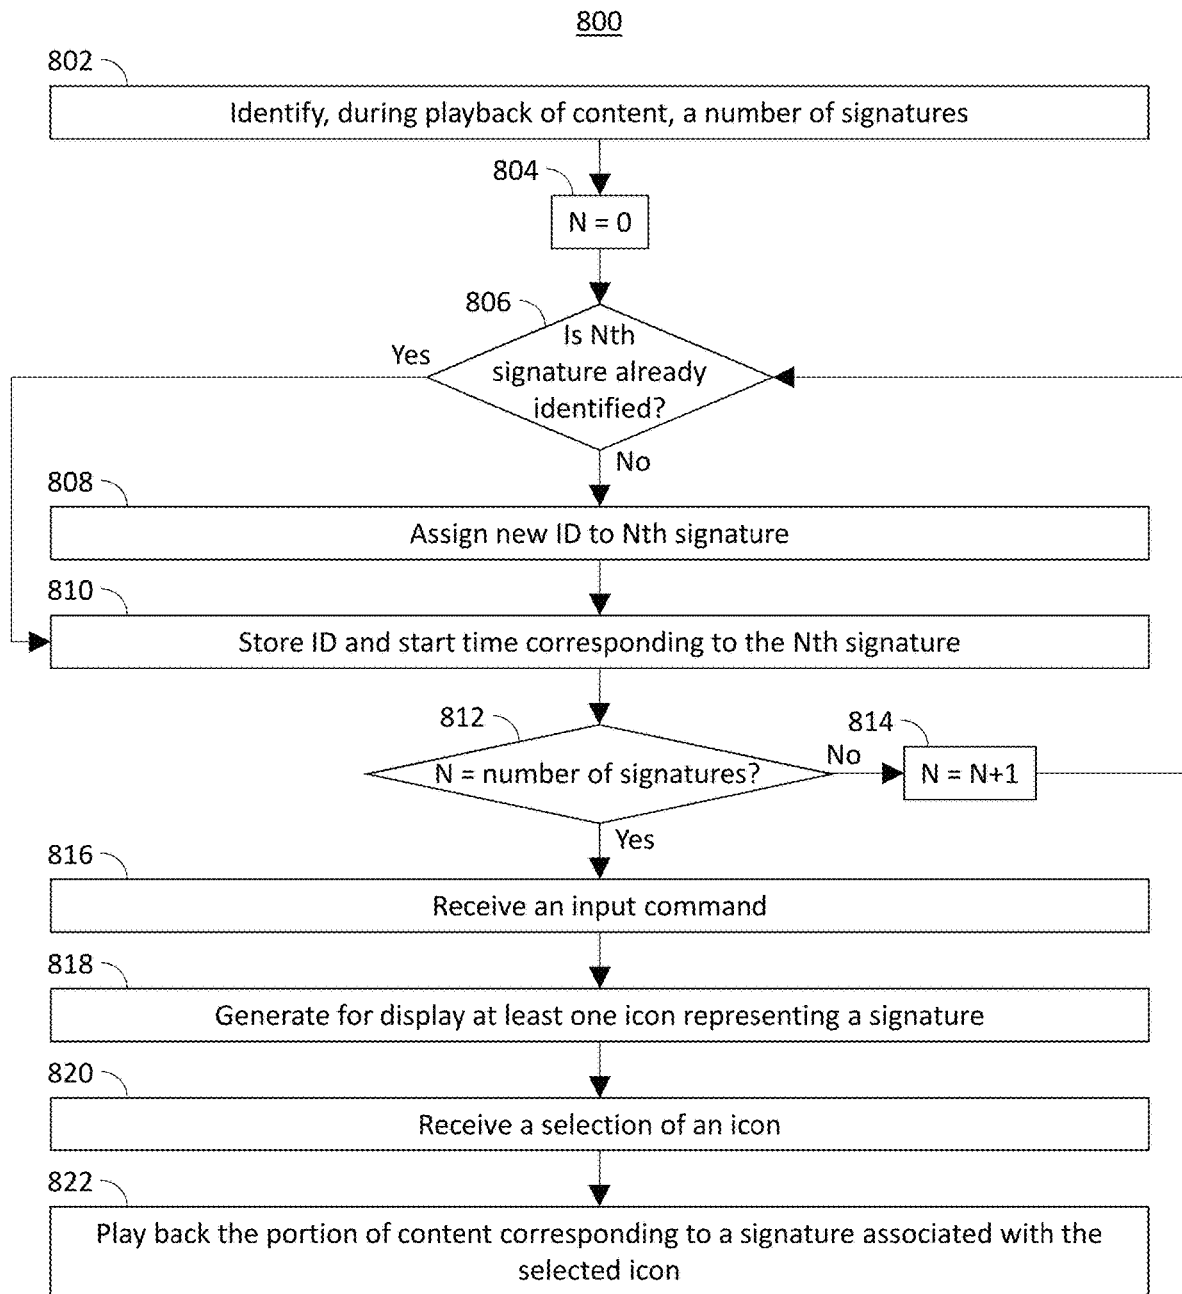 800
802
Identify, during playback of content, a number of signatures
804
N = 0
806
Is Nth
signature already
identified?
Yes
No
808
Assign new ID to Nth signature
810
Store ID and start time corresponding to the Nth signature
812
N = number of signatures?
No
814
N = N+1
Yes
816
Receive an input command
818
Generate for display at least one icon representing a signature
820
Receive a selection of an icon
822
Play back the portion of content corresponding to a signature associated with the
selected icon